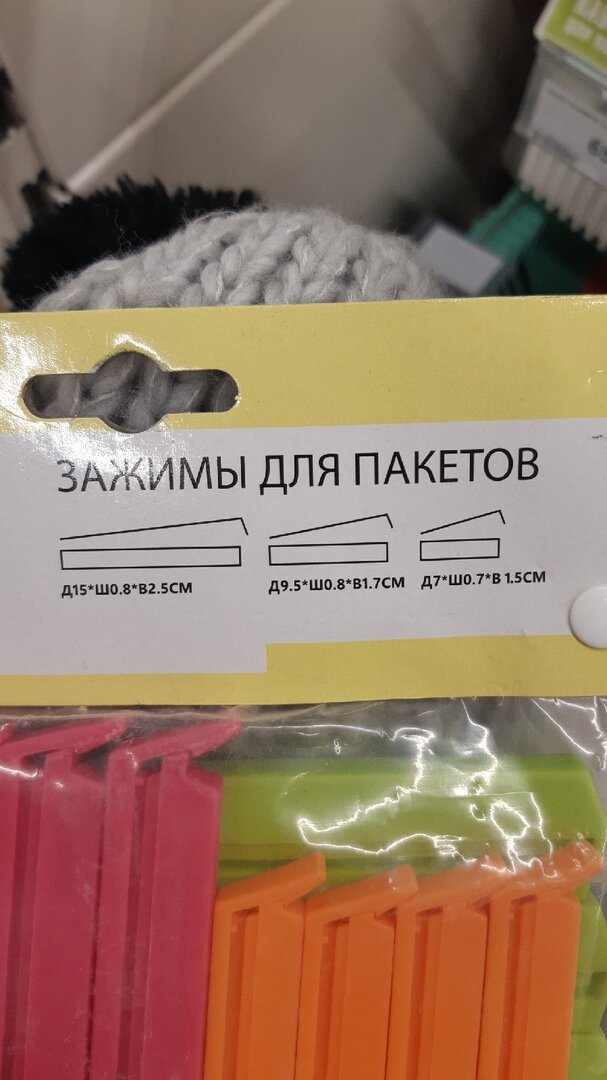 ЗАЖИМЫ ДЛЯ ПАКЕТОВ
Д15*Ш0.8*В2.5СМ
Д9.5*Ш0.8*В1.7СМ
Д7*Ш0.7*В 1.5СМ